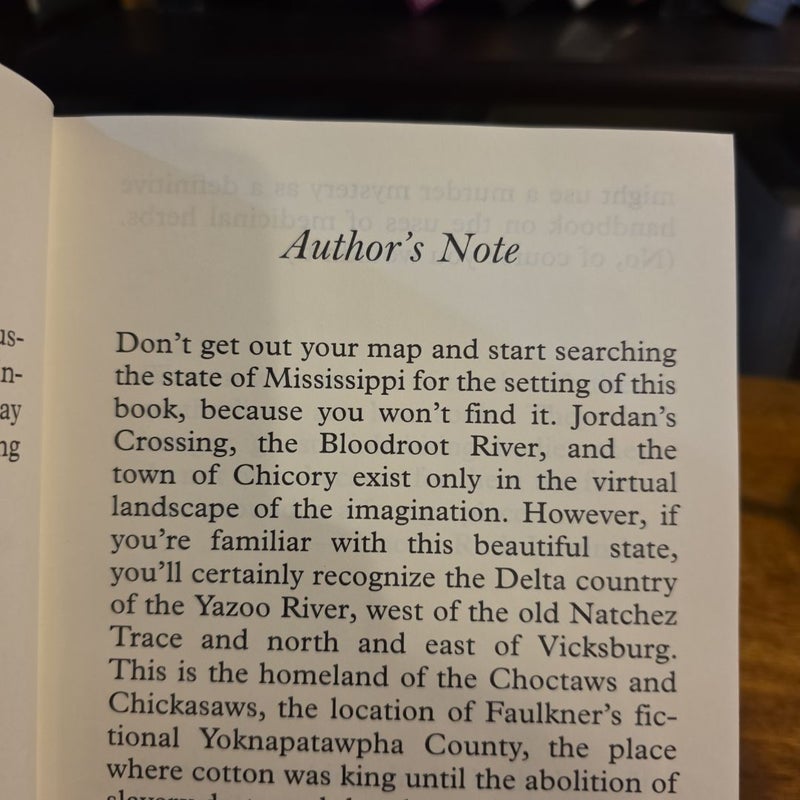 us-
n-
ay
ng
Author's Note
Don't get out your map and start searching
the state of Mississippi for the setting of this
book, because you won't find it. Jordan's
Crossing, the Bloodroot River, and the
town of Chicory exist only in the virtual
landscape of the imagination. However, if
you're familiar with this beautiful state,
you'll certainly recognize the Delta country
of the Yazoo River, west of the old Natchez
Trace and north and east of Vicksburg.
This is the homeland of the Choctaws and
Chickasaws, the location of Faulkner's fic-
tional Yoknapatawpha County, the place
where cotton was king until the abolition of